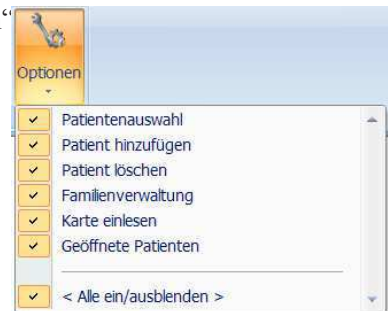 “
Optionen
Patientenauswahl
Patient hinzufügen
Patient löschen
Familienverwaltung
Karte einlesen
Geöffnete Patienten
< Alle ein/ausblenden >